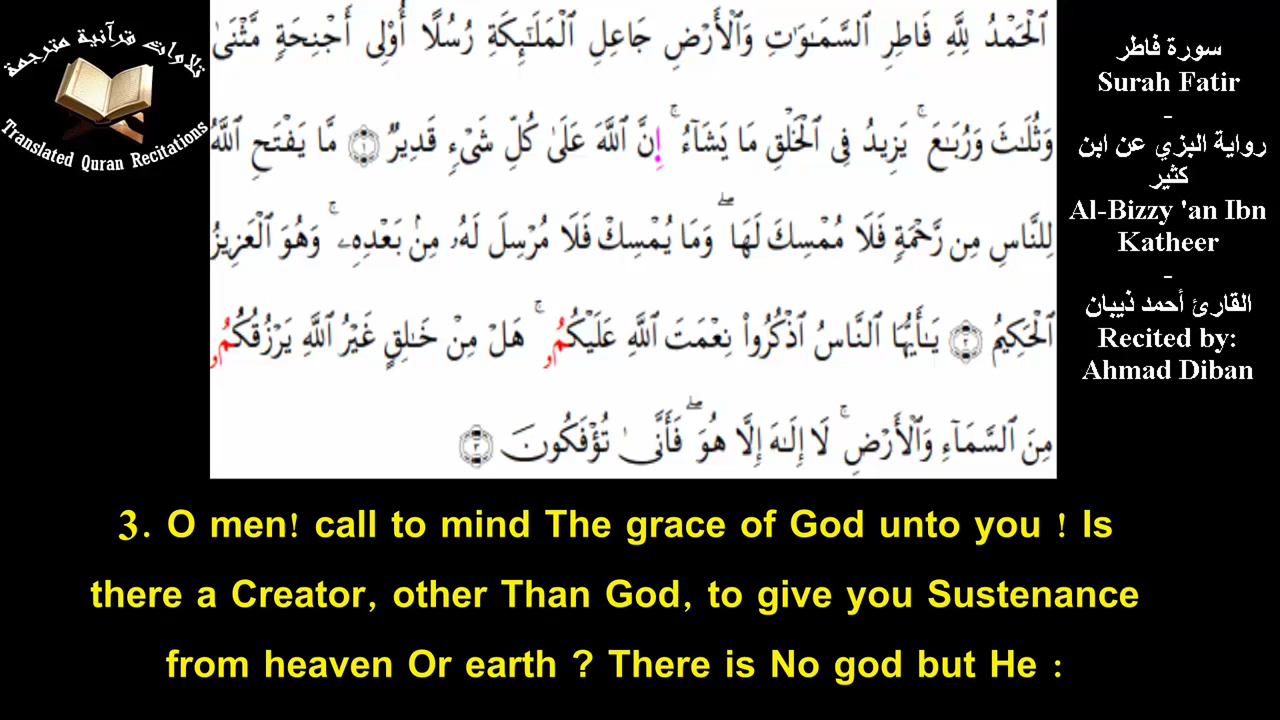 تلاوات قرآنية مترجمة
Translated Quran Recitations
ٱلْحَمْدُ لِلَّهِ فَاطِرِ ٱلسَّمَٰوَٰتِ وَٱلْأَرْضِ جَاعِلِ ٱلْمَلَٰٓئِكَةِ رُسُلًا أُو۟لِىٓ أَجْنِحَةٍ مَّثْنَىٰ
وَثُلَٰثَ وَرُبَٰعَ ۚ يَزِيدُ فِى ٱلْخَلْقِ مَا يَشَآءُ ۚ إِنَّ ٱللَّهَ عَلَىٰ كُلِّ شَىْءٍ قَدِيرٌ ١ مَّا يَفْتَحِ ٱللَّهُ
لِلنَّاسِ مِن رَّحْمَةٍ فَلَا مُمْسِكَ لَهَا ۖ وَمَا يُمْسِكْ فَلَا مُرْسِلَ لَهُۥ مِنۢ بَعْدِهِۦ ۚ وَهُوَ ٱلْعَزِيزُ
ٱلْحَكِيمُ ٢ يَٰٓأَيُّهَا ٱلنَّاسُ ٱذْكُرُوا۟ نِعْمَتَ ٱللَّهِ عَلَيْكُمُۥ ۚ هَلْ مِنْ خَٰلِقٍ غَيْرُ ٱللَّهِ يَرْزُقُكُمُۥ
مِنَ ٱلسَّمَآءِ وَٱلْأَرْضِ ۚ لَا إِلَٰهَ إِلَّا هُوَ ۖ فَأَنَّىٰ تُؤْفَكُونَ ٣
سورة فاطر
Surah Fatir
-
رواية البزي عن ابن
كثير
Al-Bizzy 'an Ibn
Katheer
-
القارئ أحمد ذيبان
Recited by:
Ahmad Diban
3. O men! call to mind The grace of God unto you ! Is
there a Creator, other Than God, to give you Sustenance
from heaven Or earth ? There is No god but He :